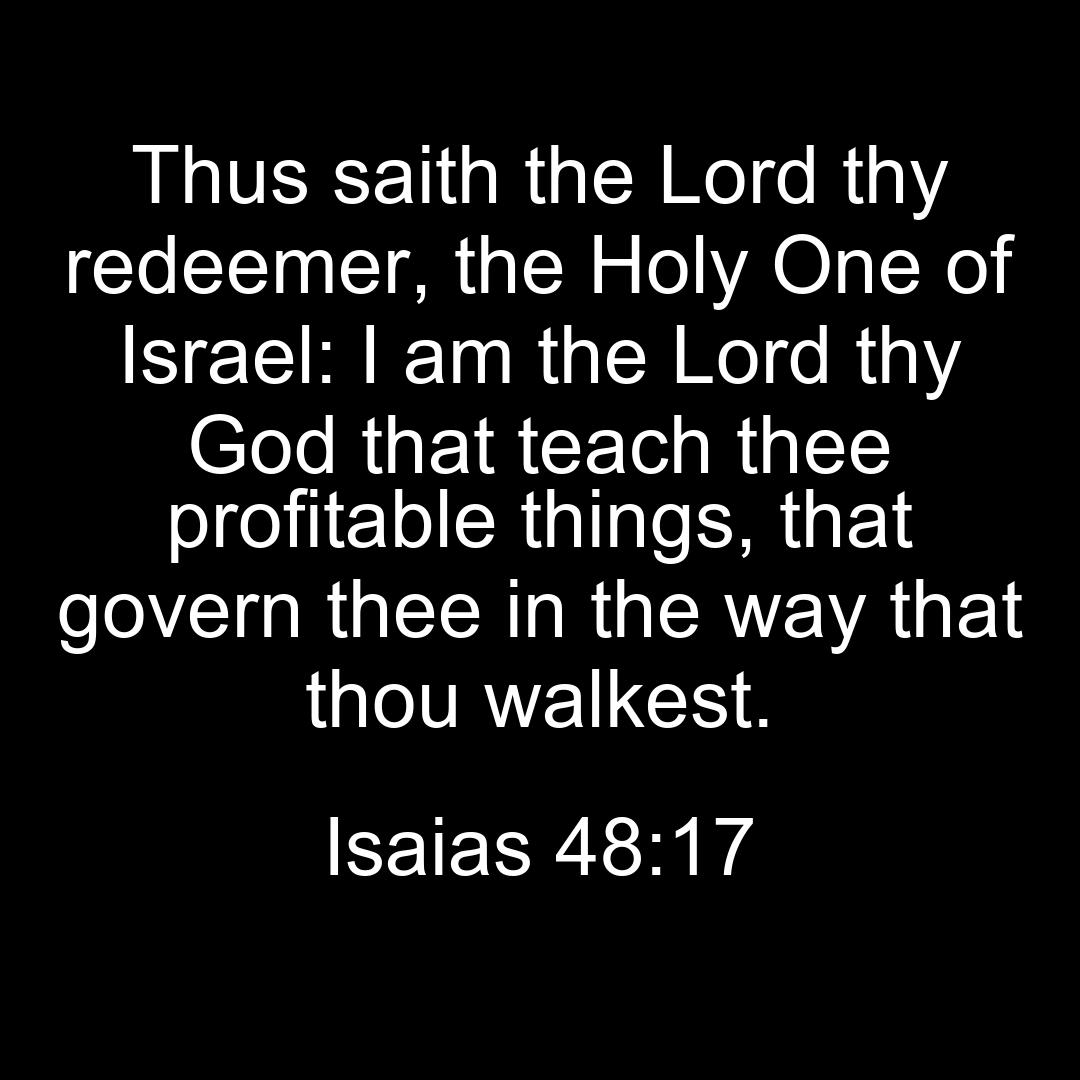 Thus saith the Lord thy
redeemer, the Holy One of
Israel: I am the Lord thy
God that teach thee
profitable things, that
govern thee in the way that
thou walkest.
Isaias 48:17